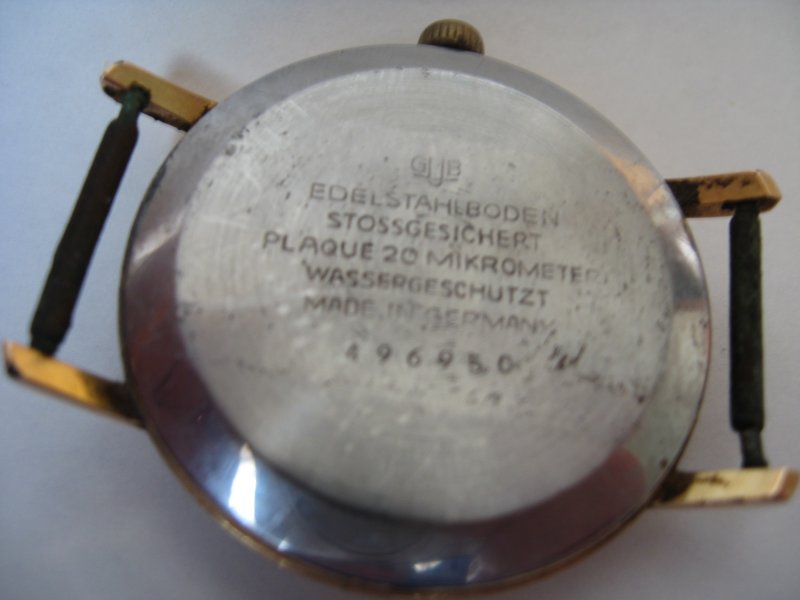 GUB
EDELSTAHLBODEN
STOSSGESICHERT
PLAQUE 20 MIKROMETER
WASSERGESCHUTZT
MADE IN GERMANY
496950